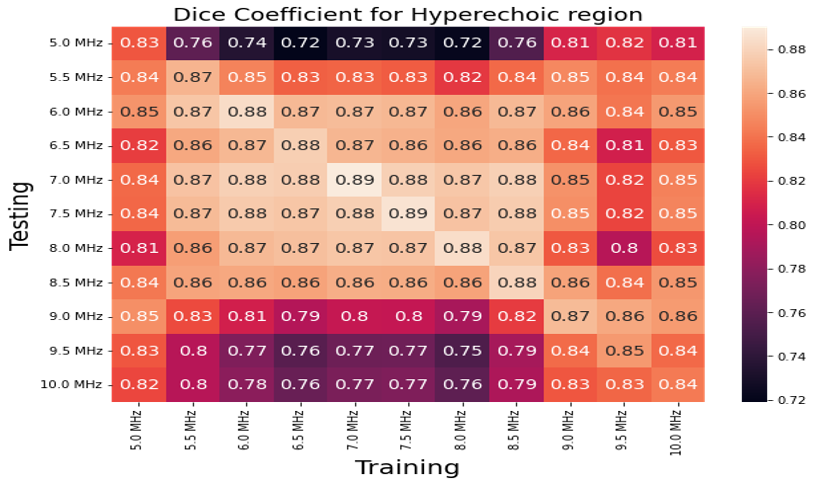 Dice Coefficient for Hyperechoic region
5.0 MHz 0.83 0.76 0.74 0.72 0.73 0.73 0.72 0.76 0.81 0.82 0.81
5.5 MHz 0.84 0.87 0.85 0.83 0.83 0.83 0.82 0.84 0.85 0.84 0.84
6.0 MHz 0.85 0.87 0.88 0.87 0.87 0.87 0.86 0.87 0.86 0.84 0.85
6.5 MHz 0.82 0.86 0.87 0.88 0.87 0.86 0.86 0.86 0.84 0.81 0.83
7.0 MHz 0.84 0.87 0.88 0.88 0.89 0.88 0.87 0.88 0.85 0.82 0.85
7.5 MHz 0.84 0.87 0.88 0.87 0.88 0.89 0.87 0.88 0.85 0.82 0.85
8.0 MHz 0.81 0.86 0.87 0.87 0.87 0.87 0.88 0.87 0.83 0.8 0.83
8.5 MHz 0.84 0.86 0.86 0.86 0.86 0.86 0.86 0.88 0.86 0.84 0.85
9.0 MHz 0.85 0.83 0.81 0.79 0.8 0.8 0.79 0.82 0.87 0.86 0.86
9.5 MHz 0.83 0.8 0.77 0.76 0.77 0.77 0.75 0.79 0.84 0.85 0.84
10.0 MHz 0.82 0.8 0.78 0.76 0.77 0.77 0.76 0.79 0.83 0.83 0.84
Testing
5.0 MHz 5.5 MHz 6.0 MHz 6.5 MHz 7.0 MHz 7.5 MHz 8.0 MHz 8.5 MHz 9.0 MHz 9.5 MHz 10.0 MHz
Training
0.88
0.86
0.84
0.82
0.80
0.78
0.76
0.74
0.72